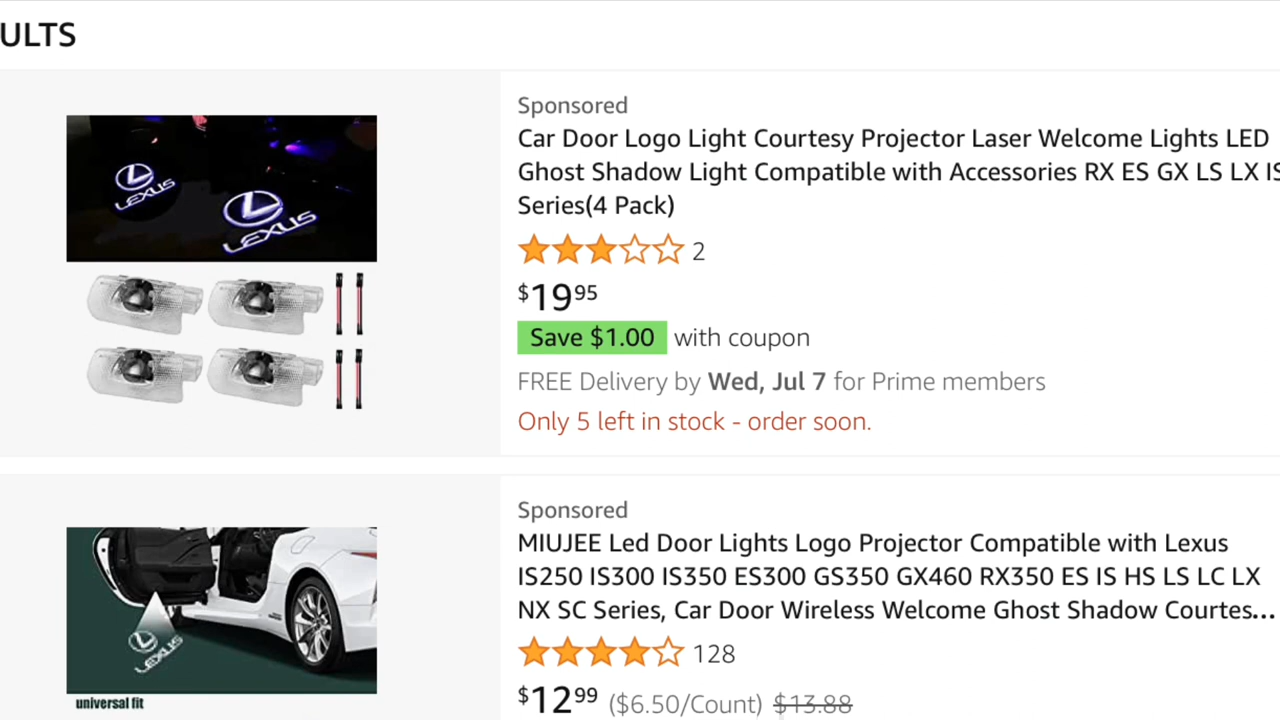 ULTS
Sponsored
Car Door Logo Light Courtesy Projector Laser Welcome Lights LED
Ghost Shadow Light Compatible with Accessories RX ES GX LS LX IS
Series(4 Pack)
2
$19.95
Save $1.00 with coupon
FREE Delivery by Wed, Jul 7 for Prime members
Only 5 left in stock - order soon.
LEXUS
LEXUS
Sponsored
MIUJEE Led Door Lights Logo Projector Compatible with Lexus
IS250 IS300 IS350 ES300 GS350 GX460 RX350 ES IS HS LS LC LX
NX SC Series, Car Door Wireless Welcome Ghost Shadow Courtes...
128
$12.99 ($6.50/Count) $13.88
LEXUS
universal fit